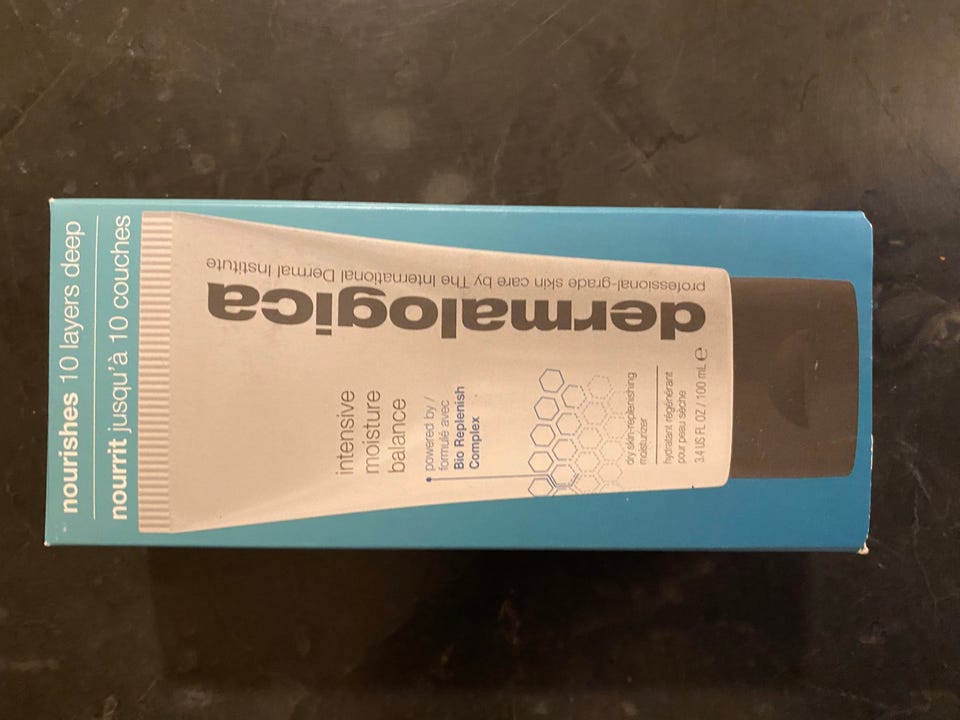 nourishes 10 layers deep
nourrit jusqu'à 10 couches
dermalogica
professional-grade skin care by The International Dermal Institute
intensive
moisture
balance
powered by /
formulé avec
Bio Replenish
Complex
dry skin-replenishing
moisturizer
hydratant régénérant
pour peau sèche
3.4 US FL OZ / 100 mL ℮